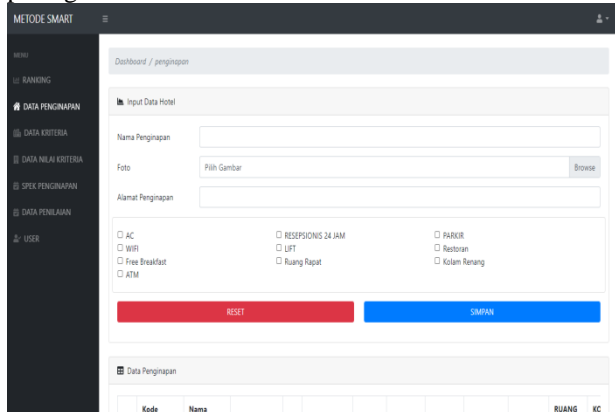 METODE SMART
MENU
RANKING
DATA PENGINAPAN
DATA KRITERIA
DATA NILAI KRITERIA
SPEK PENGINAPAN
DATA PENILAIAN
USER
Dashboard / penginapan
Input Data Hotel
Nama Penginapan
Foto Pilih Gambar Browse
Alamat Penginapan
AC RESEPSIONIS 24 JAM PARKIR
WIFI LIFT Restoran
Free Breakfast Ruang Rapat Kolam Renang
ATM
RESET SIMPAN
Data Penginapan
Kode Nama RUANG KO